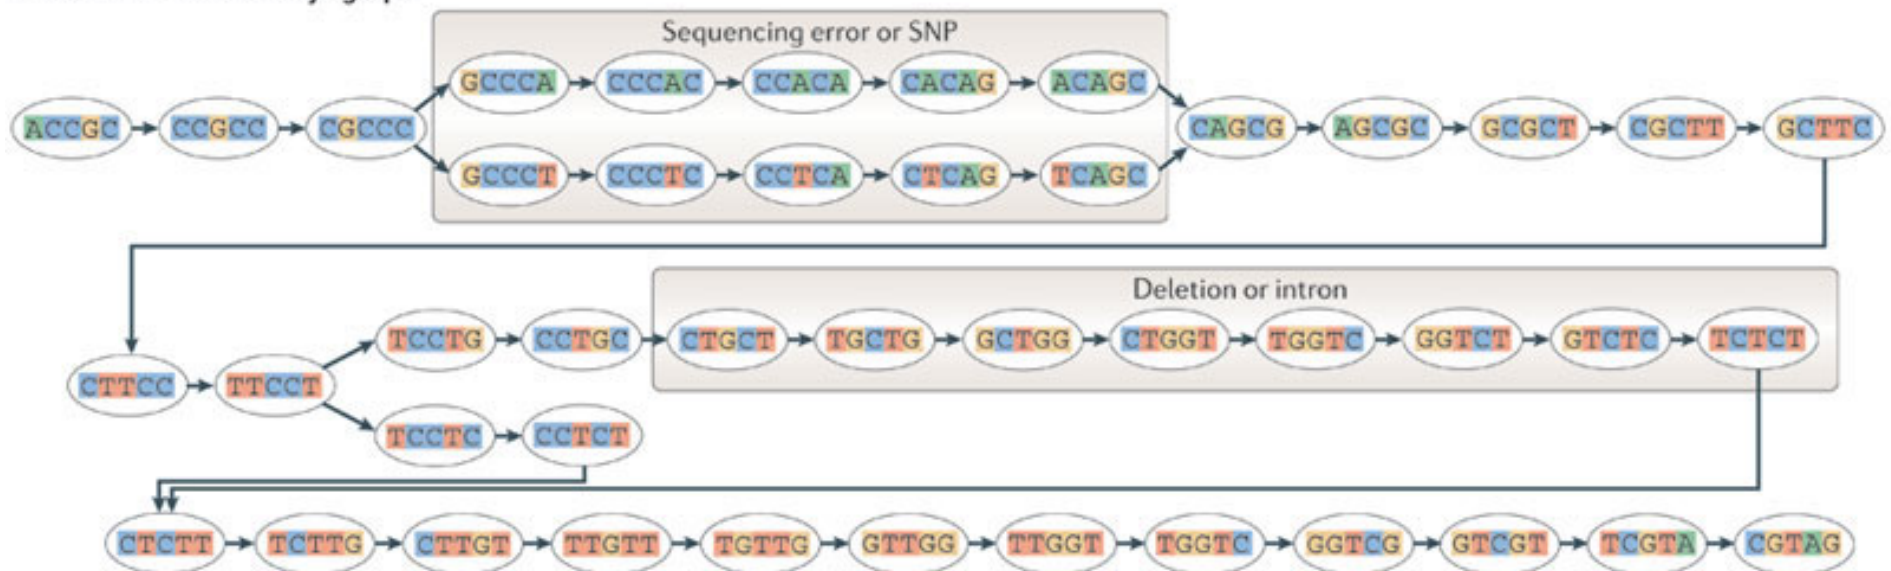 Sequencing error or SNP
GCCCA CCCAC CCACA CACAG ACAGC
ACCGC CCGCC CGCCC CAGCG AGCGC GCGCT CGCTT GCTTC
GCCCT CCCTC CCTCA CTCAG TCAGC
Deletion or intron
TCCTG CCTGC CTGCT TGCTG GCTGG CTGGT TGGTC GGTCT GTCTC TCTCT
CTTCC TTCCT
TCCTC CCTCT
CTCTT TCTTG CTTGT TTGTT TGTTG GTTGG TTGGT TGGTC GGTCG GTCGT TCGTA CGTAG